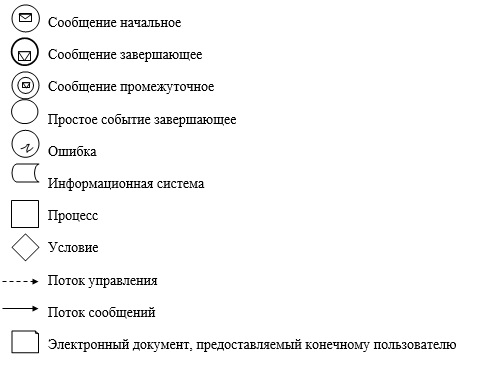 Сообщение начальное
Сообщение завершающее
Сообщение промежуточное
Простое событие завершающее
Ошибка
Информационная система
Процесс
Условие
Поток управления
Поток сообщений
Электронный документ, предоставляемый конечному пользователю